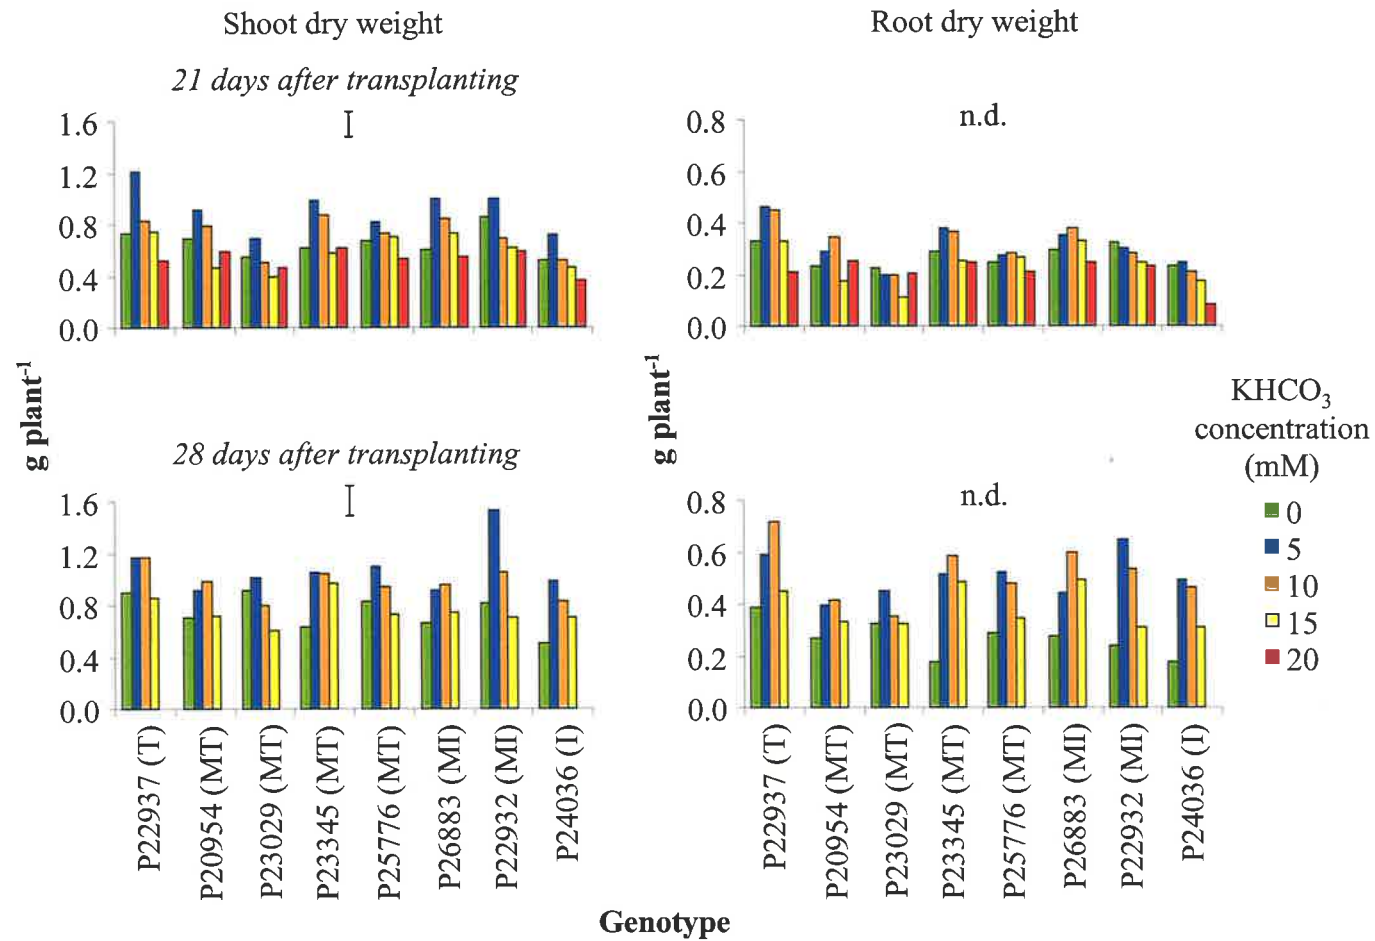 Shoot dry weight
Root dry weight
21 days after transplanting
n.d.
1.6
1.2
0.8
0.4
0.0
0.8
0.6
0.4
0.2
0.0
g plant⁻¹
g plant⁻¹
28 days after transplanting
n.d.
1.6
1.2
0.8
0.4
0.0
0.8
0.6
0.4
0.2
0.0
KHCO₃
concentration
(mM)
0
5
10
15
20
P22937 (T)
P20954 (MT)
P23029 (MT)
P23345 (MT)
P25776 (MT)
P26883 (MI)
P22932 (MI)
P24036 (I)
P22937 (T)
P20954 (MT)
P23029 (MT)
P23345 (MT)
P25776 (MT)
P26883 (MI)
P22932 (MI)
P24036 (I)
Genotype